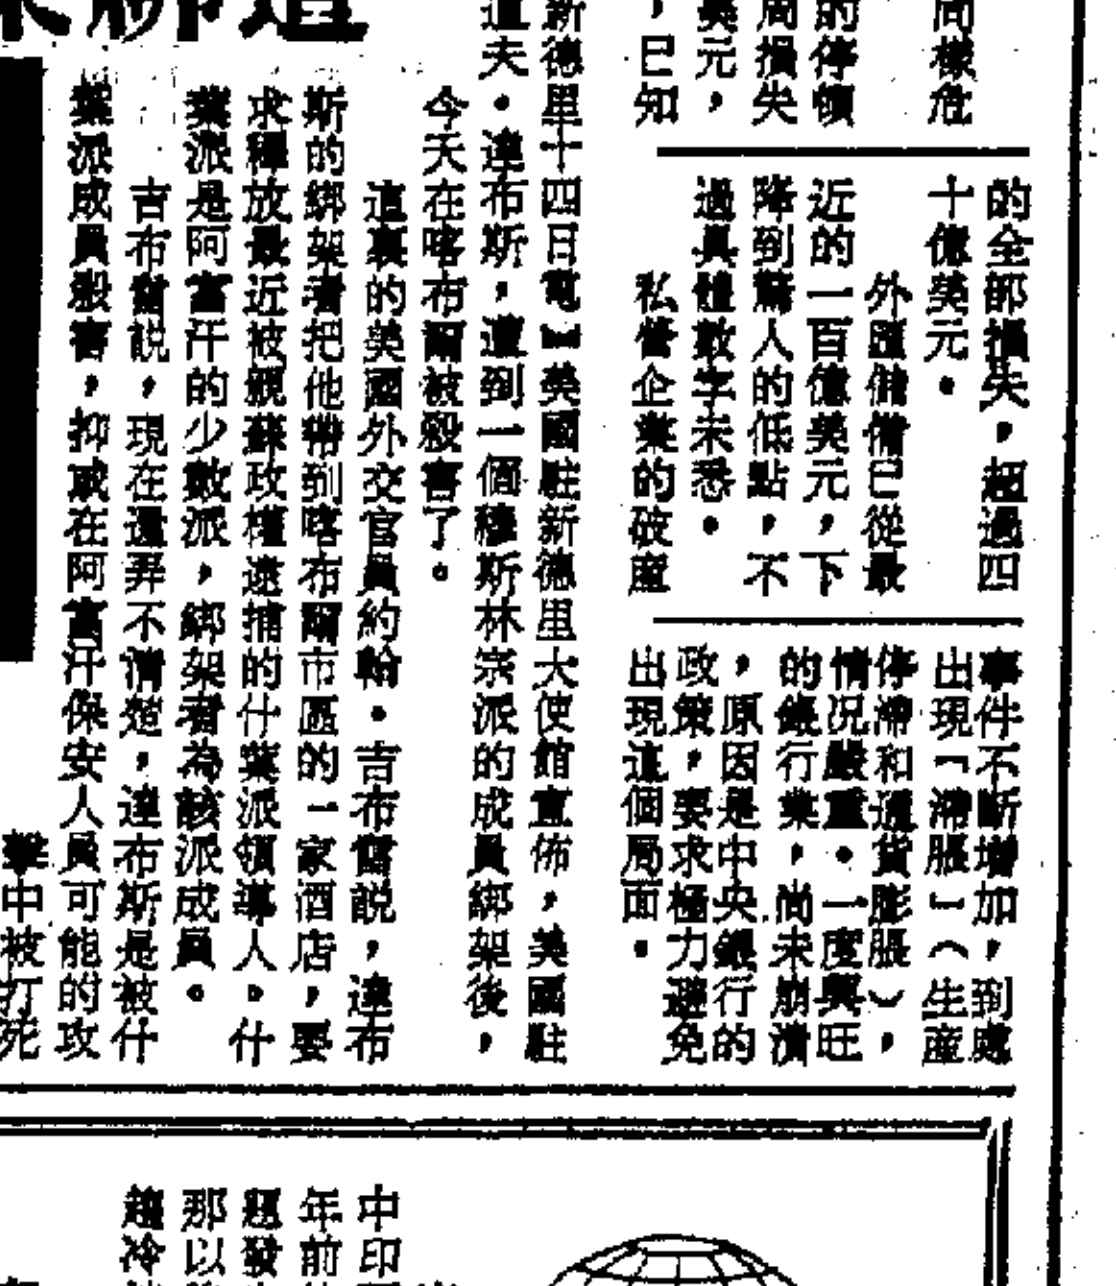 同樣危
的停頓
周損失
美元，
，已知
的全部損失，超過四
十億美元。
外匯儲備已從最
近的一百億美元，下
降到驚人的低點，不
過具體數字未悉。
私營企業的破產
事件不斷增加，到處
出現「滯脹」（生產
停滯和通貨膨脹），
情況嚴重。一度興旺
的銀行業，尚未崩潰
，原因是中央銀行的
政策，要求極力避免
出現這個局面。
新德里十四日電】美國駐新德里大使館宣佈，美國駐
夫·達布斯，遭到一個穆斯林宗派的成員綁架後，
今天在喀布爾被殺害了。
這裏的美國外交官員約翰·吉布爾說，達布
斯的綁架者把他帶到喀布爾市區的一家酒店，要
求釋放最近被親蘇政權逮捕的什葉派領導人。什
葉派是阿富汗的少數派，綁架者為該派成員。
吉布爾說，現在還弄不清楚，達布斯是被什
葉派成員殺害，抑或在阿富汗保安人員可能的攻
擊中被打死
中印
年前
題發
那以
越冷